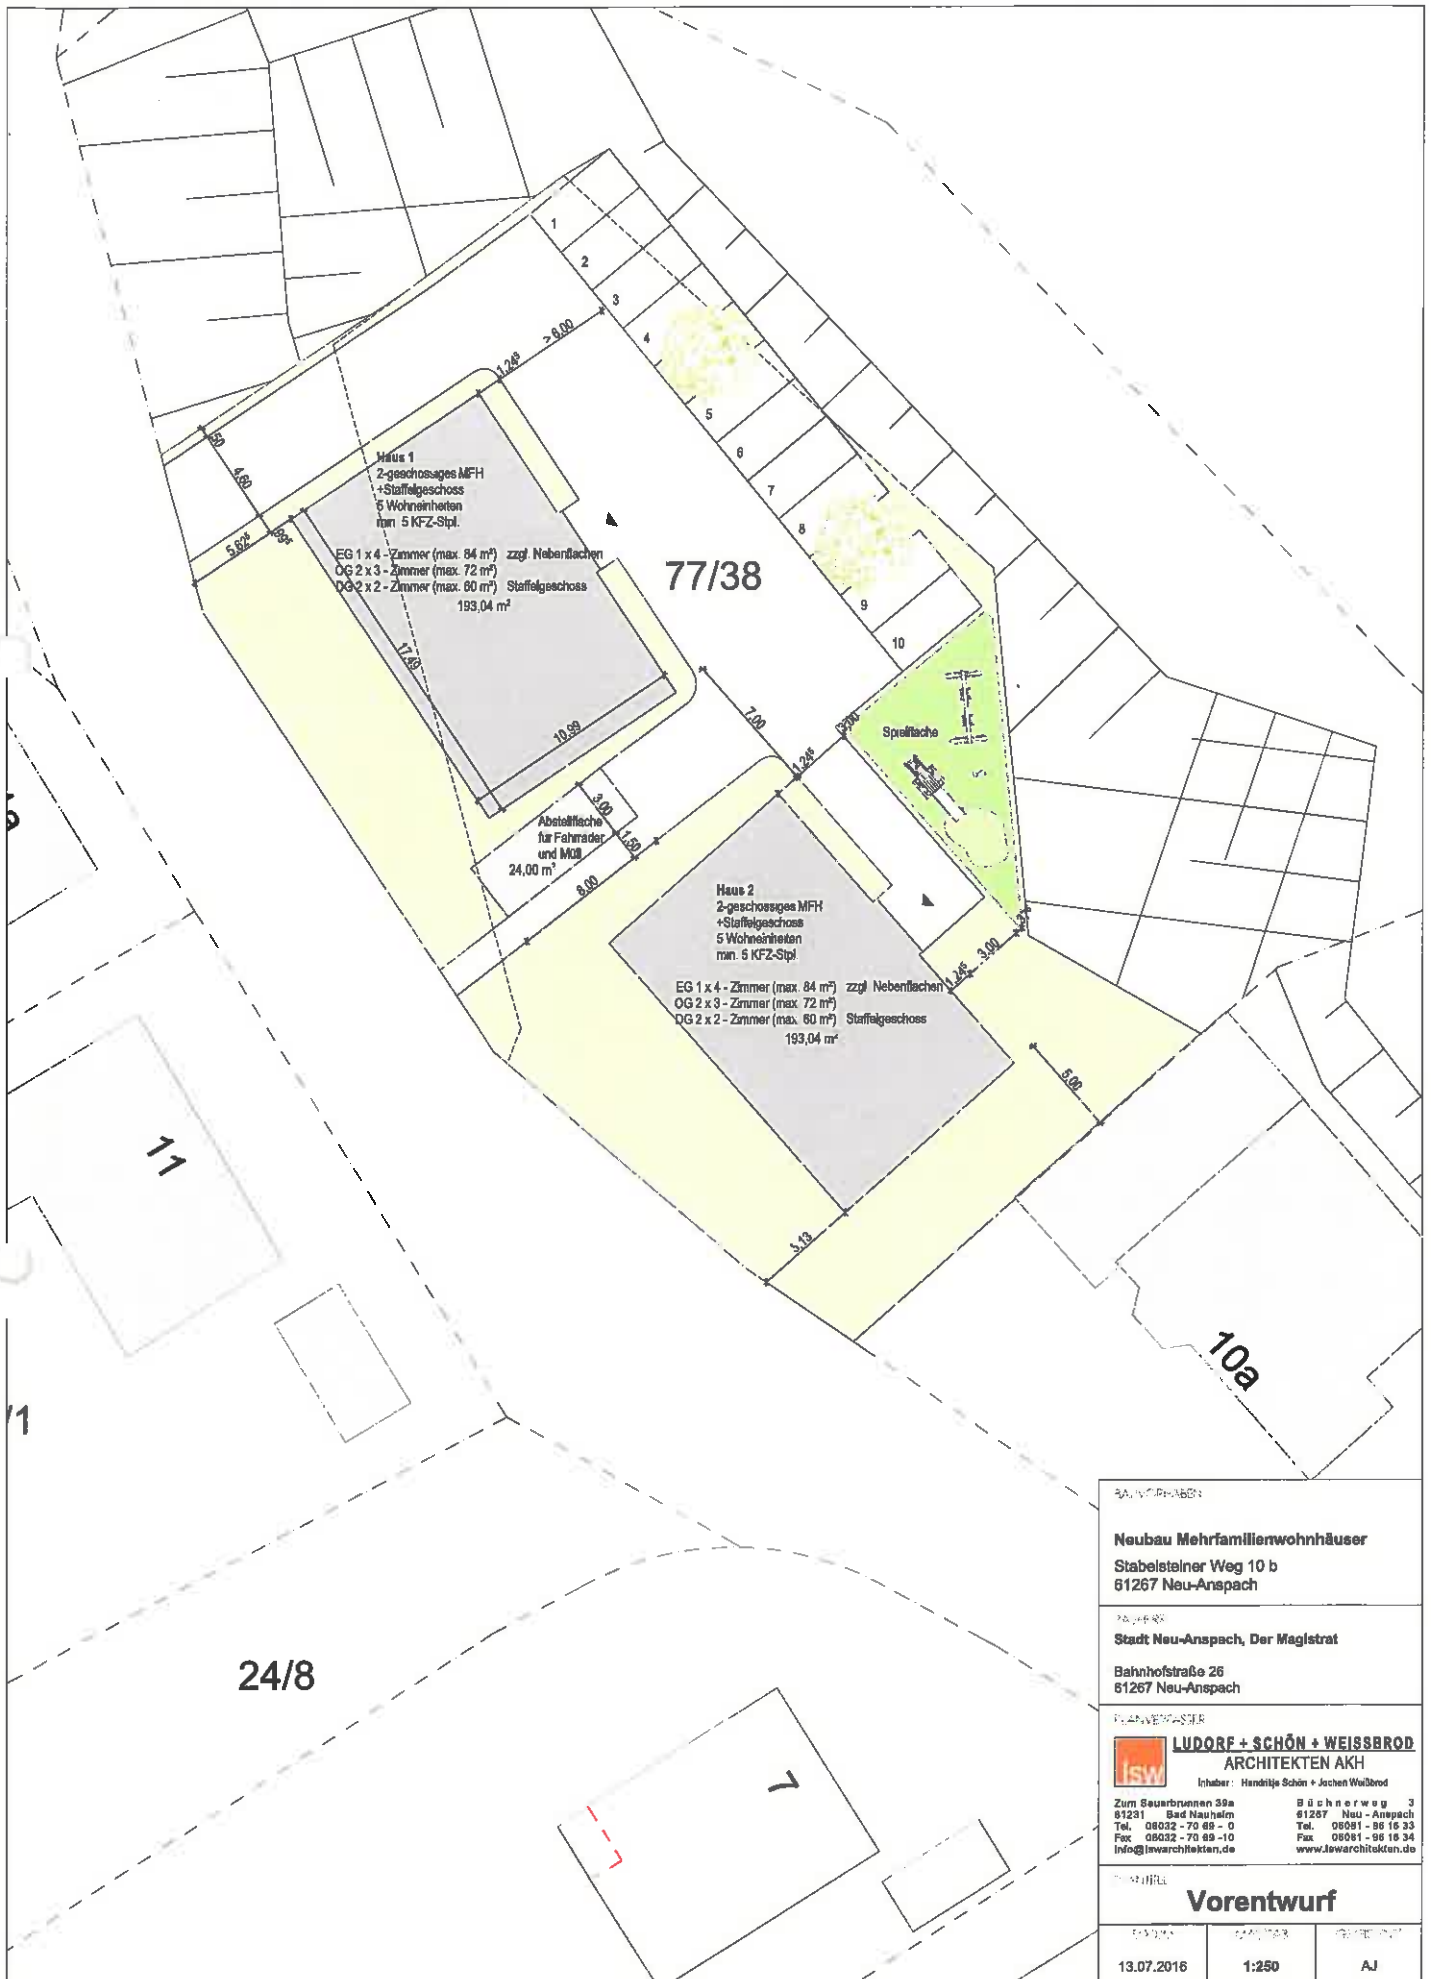 1
2
3
4
5
6
7
8
9
10
> 6,00
1,24⁵
50
4,60
5,62⁵
99⁵
Haus 1
2-geschossiges MFH
+Staffelgeschoss
5 Wohneinheiten
min 5 KFZ-Stpl.
EG 1 x 4 - Zimmer (max. 84 m²) zzgl. Nebenflächen
OG 2 x 3 - Zimmer (max. 72 m²)
DG 2 x 2 - Zimmer (max. 60 m²) Staffelgeschoss
193,04 m²
77/38
17,49
10,99
7,00
1,24⁵
3,00
Spielfläche
Abstellfläche
für Fahrräder
und Müll
24,00 m²
3,00
1,50
8,00
Haus 2
2-geschossiges MFH
+Staffelgeschoss
5 Wohneinheiten
min. 5 KFZ-Stpl
EG 1 x 4 - Zimmer (max. 84 m²) zzgl Nebenflächen
OG 2 x 3 - Zimmer (max. 72 m²)
DG 2 x 2 - Zimmer (max. 60 m²) Staffelgeschoss
193,04 m²
1,24⁵
3,00
5,00
5,13
11
10a
/1
24/8
7
BAUVORHABEN
Neubau Mehrfamilienwohnhäuser
Stabelsteiner Weg 10 b
61267 Neu-Anspach
BAUHERR
Stadt Neu-Anspach, Der Magistrat
Bahnhofstraße 26
61267 Neu-Anspach
PLANVERFASSER
lsw
LUDORF + SCHÖN + WEISSBROD
ARCHITEKTEN AKH
Inhaber : Hendrikje Schön + Jochen Weißbrod
Zum Sauerbrunnen 39a
61231 Bad Nauheim
Tel. 06032 - 70 69 - 0
Fax 06032 - 70 69 -10
info@lswarchitekten.de
Büchnerweg 3
61267 Neu - Anspach
Tel. 06081 - 96 16 33
Fax 06081 - 96 16 34
www.lswarchitekten.de
Vorentwurf
13.07.2016
1:250
AJ